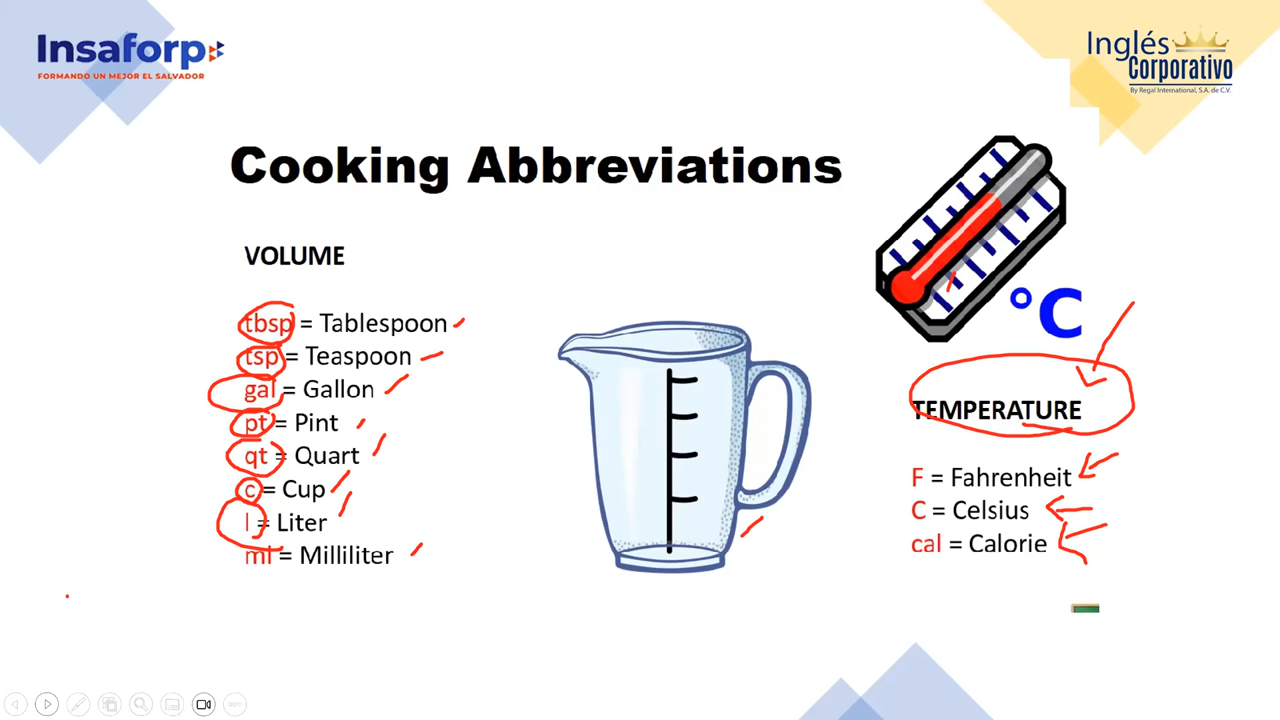 Insaforp
FORMANDO UN MEJOR EL SALVADOR
Inglés
Corporativo
By Regal International, S.A. de C.V.
Cooking Abbreviations
VOLUME
tbsp = Tablespoon
tsp = Teaspoon
gal = Gallon
pt = Pint
qt = Quart
c = Cup
l = Liter
ml = Milliliter
°C
TEMPERATURE
F = Fahrenheit
C = Celsius
cal = Calorie